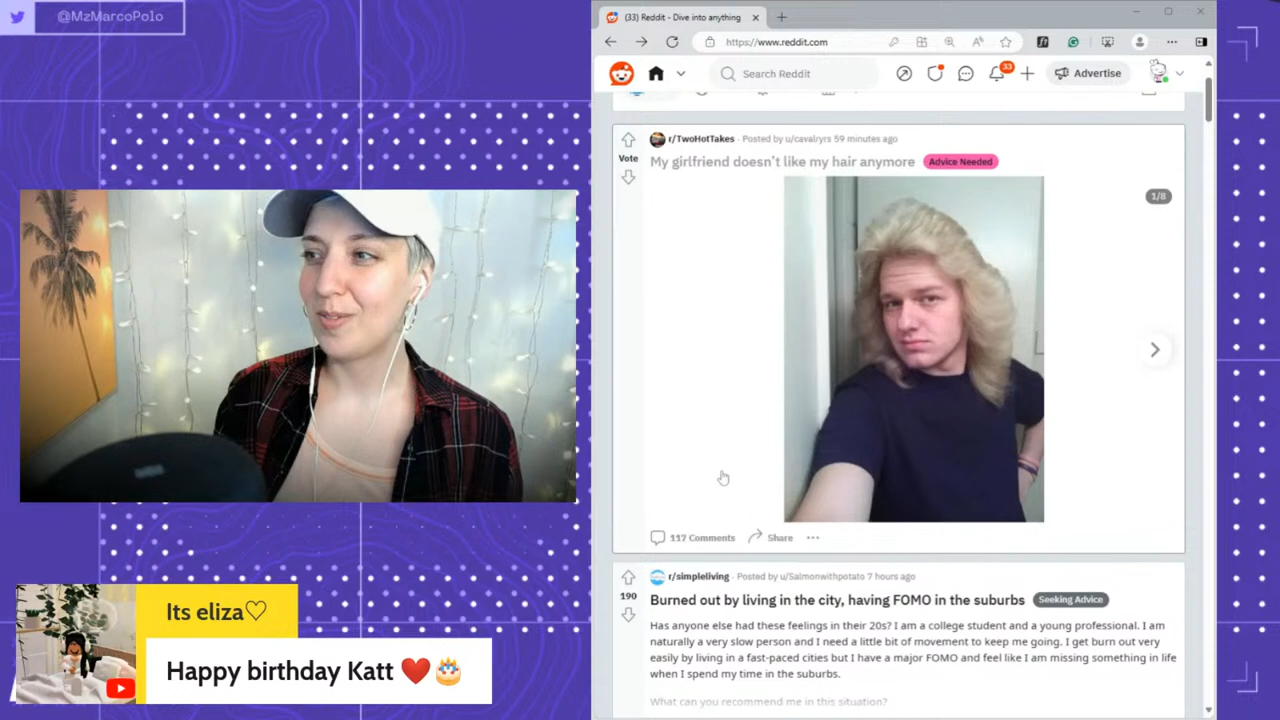 @MzMarcoPolo
(33) Reddit - Dive into anything
https://www.reddit.com
Search Reddit
33
Advertise
r/TwoHotTakes · Posted by u/cavalryrs 59 minutes ago
Vote
My girlfriend doesn't like my hair anymore
Advice Needed
1/8
117 Comments
Share
r/simpleliving · Posted by u/Salmonwithpotato 7 hours ago
190
Burned out by living in the city, having FOMO in the suburbs
Seeking Advice
Has anyone else had these feelings in their 20s? I am a college student and a young professional. I am
naturally a very slow person and I need a little bit of movement to keep me going. I get burn out very
easily by living in a fast-paced cities but I have a major FOMO and feel like I am missing something in life
when I spend my time in the suburbs.
What can you recommend me in this situation?
Its eliza♡
Happy birthday Katt ❤️🎂